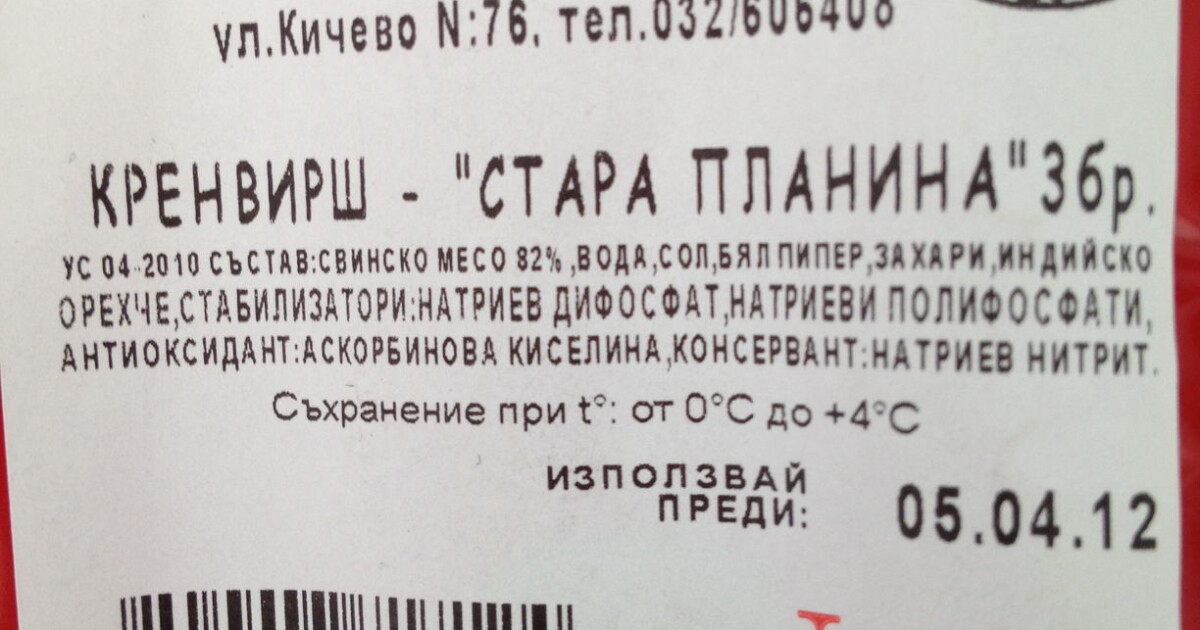 ул.Кичево N:76, тел.032/606408
КРЕНВИРШ - "СТАРА ПЛАНИНА" 3бр.
УС 04-2010 СЪСТАВ:СВИНСКО МЕСО 82% ,ВОДА,СОЛ,БЯЛ ПИПЕР,ЗАХАРИ,ИНДИЙСКО
ОРЕХЧЕ,СТАБИЛИЗАТОРИ:НАТРИЕВ ДИФОСФАТ,НАТРИЕВИ ПОЛИФОСФАТИ,
АНТИОКСИДАНТ:АСКОРБИНОВА КИСЕЛИНА,КОНСЕРВАНТ:НАТРИЕВ НИТРИТ.
Съхранение при t°: от 0°C до +4°C
ИЗПОЛЗВАЙ
ПРЕДИ:
05.04.12